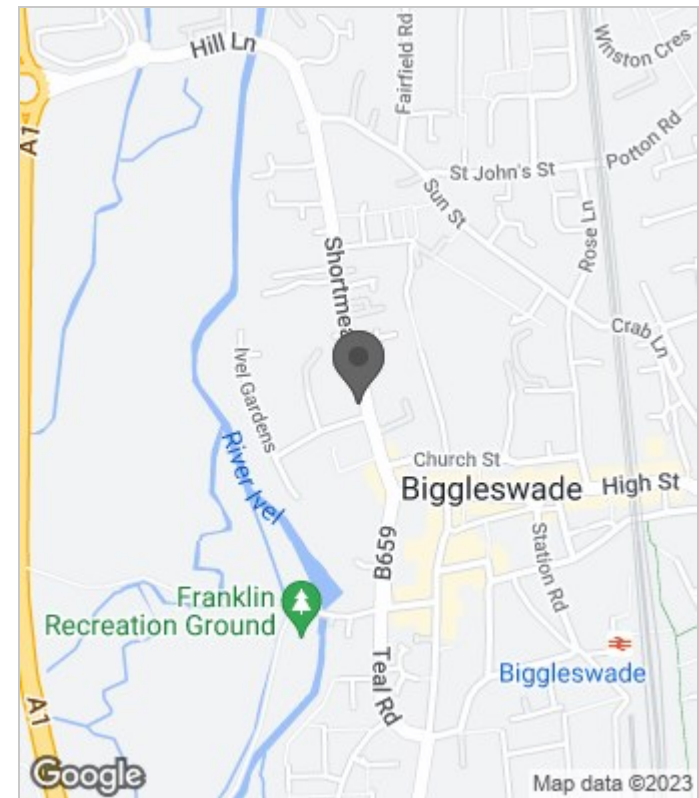 Hill Ln
A1
Fairfield Rd
Winston Cres
Potton Rd
St John's St
Sun St
Rose Ln
Shortmea
Crab Ln
Ivel Gardens
River Ivel
Church St
Biggleswade
High St
B659
Station Rd
Franklin
Recreation Ground
Teal Rd
Biggleswade
A1
Google
Map data ©2023